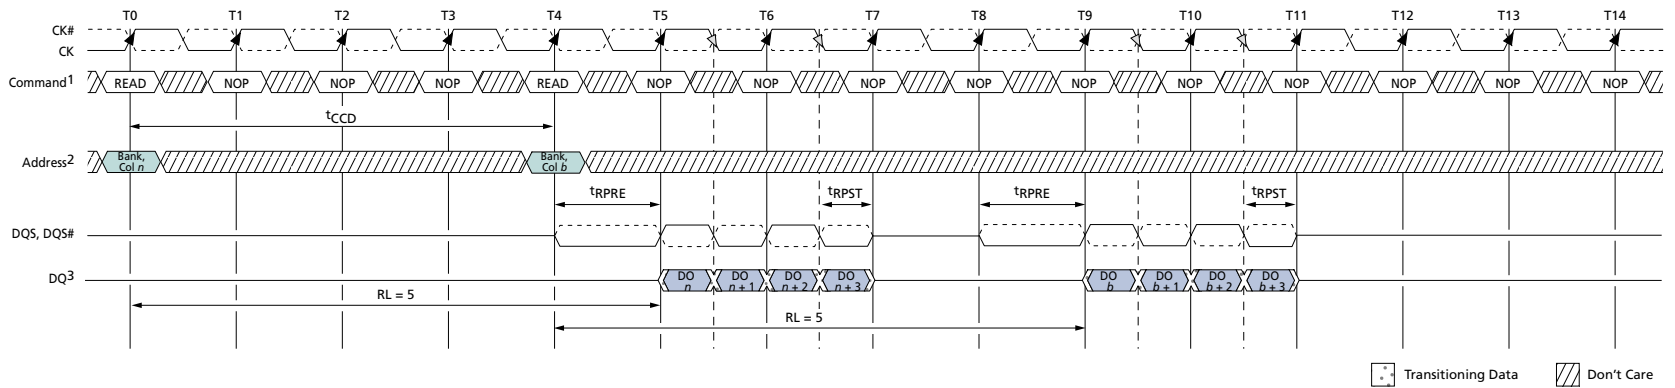 T0 T1 T2 T3 T4 T5 T6 T7 T8 T9 T10 T11 T12 T13 T14
CK#
CK
Command1 READ NOP NOP NOP READ NOP NOP NOP NOP NOP NOP NOP NOP NOP NOP
tCCD
Address2 Bank, Col n Bank, Col b
tRPRE tRPST tRPRE tRPST
DQS, DQS#
DQ3 DO n DO n + 1 DO n + 2 DO n + 3 DO b DO b + 1 DO b + 2 DO b + 3
RL = 5
RL = 5
Transitioning Data Don't Care